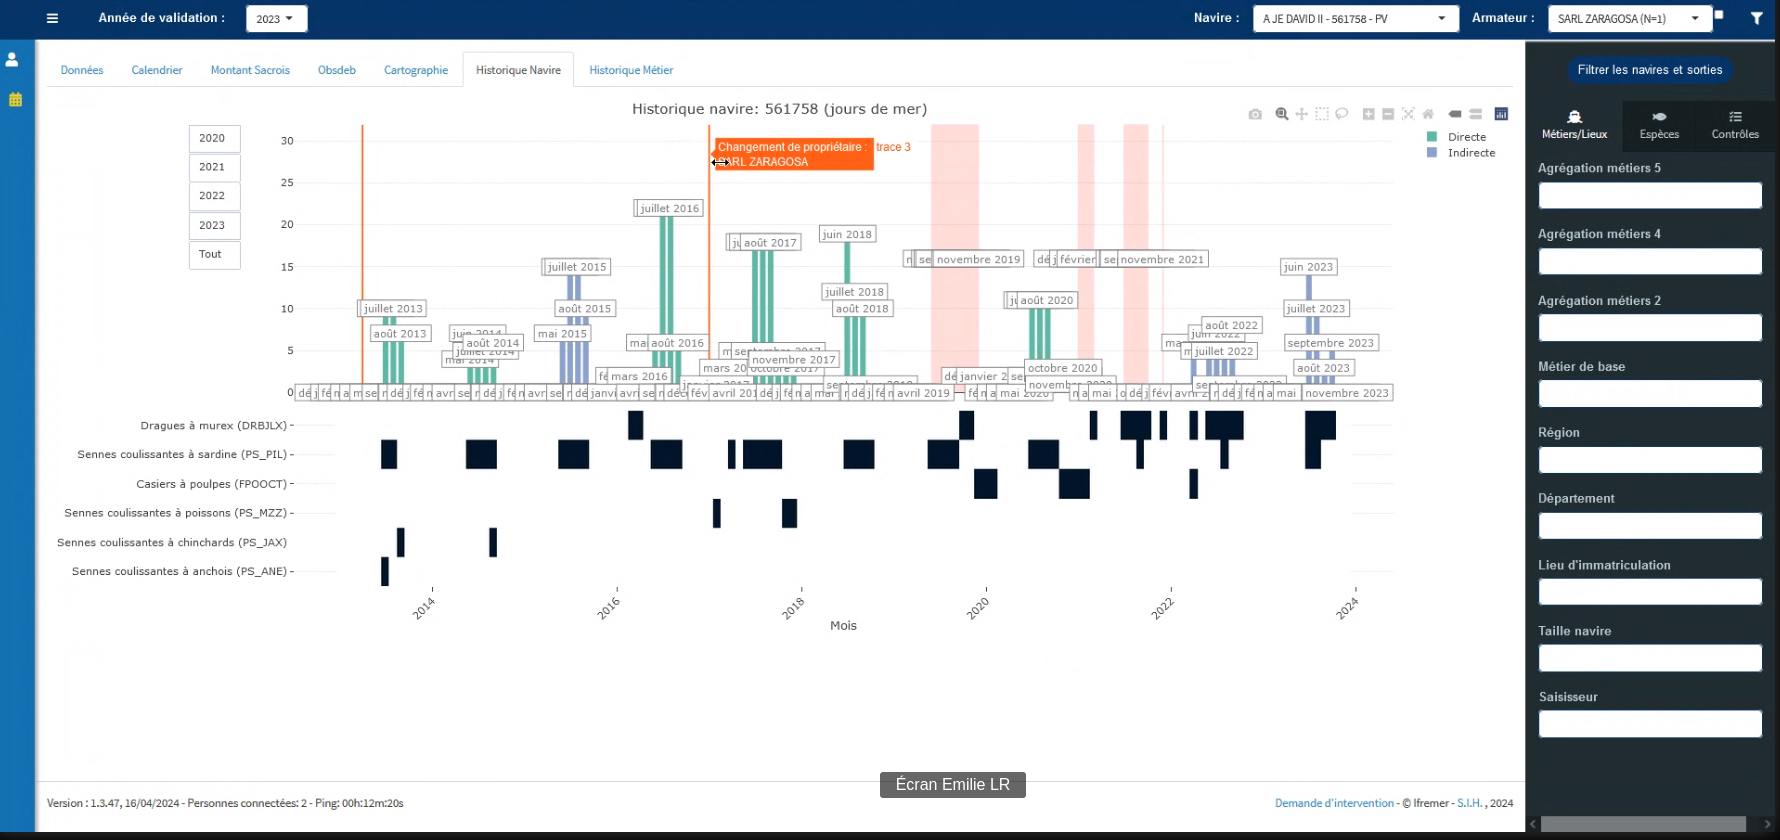 Année de validation :
2023
Navire :
A JE DAVID II - 561758 - PV
Armateur :
SARL ZARAGOSA (N=1)
Données
Calendrier
Montant Sacrois
Obsdeb
Cartographie
Historique Navire
Historique Métier
Filtrer les navires et sorties
Métiers/Lieux
Espèces
Contrôles
Historique navire: 561758 (jours de mer)
2020
2021
2022
2023
Tout
30
25
20
15
10
5
0
Changement de propriétaire :
SARL ZARAGOSA
trace 3
Directe
Indirecte
juillet 2016
août 2017
juin 2018
novembre 2019
février
novembre 2021
juillet 2015
juin 2023
juillet 2013
août 2015
juillet 2018
août 2018
août 2020
juillet 2023
août 2013
juin 2014
août 2014
juillet 2014
mai 2014
mai 2015
août 2016
septembre 2017
novembre 2017
octobre 2017
août 2022
juin 2022
juillet 2022
septembre 2023
août 2023
mars 2016
octobre 2020
novembre 2020
avril 2019
mai 2020
novembre 2023
Dragues à murex (DRBJLX)
Sennes coulissantes à sardine (PS_PIL)
Casiers à poulpes (FPOOCT)
Sennes coulissantes à poissons (PS_MZZ)
Sennes coulissantes à chinchards (PS_JAX)
Sennes coulissantes à anchois (PS_ANE)
2014
2016
2018
2020
2022
2024
Mois
Agrégation métiers 5
Agrégation métiers 4
Agrégation métiers 2
Métier de base
Région
Département
Lieu d'immatriculation
Taille navire
Saisisseur
Écran Emilie LR
Version : 1.3.47, 16/04/2024 - Personnes connectées: 2 - Ping: 00h:12m:20s
Demande d'intervention - © Ifremer - S.I.H. , 2024